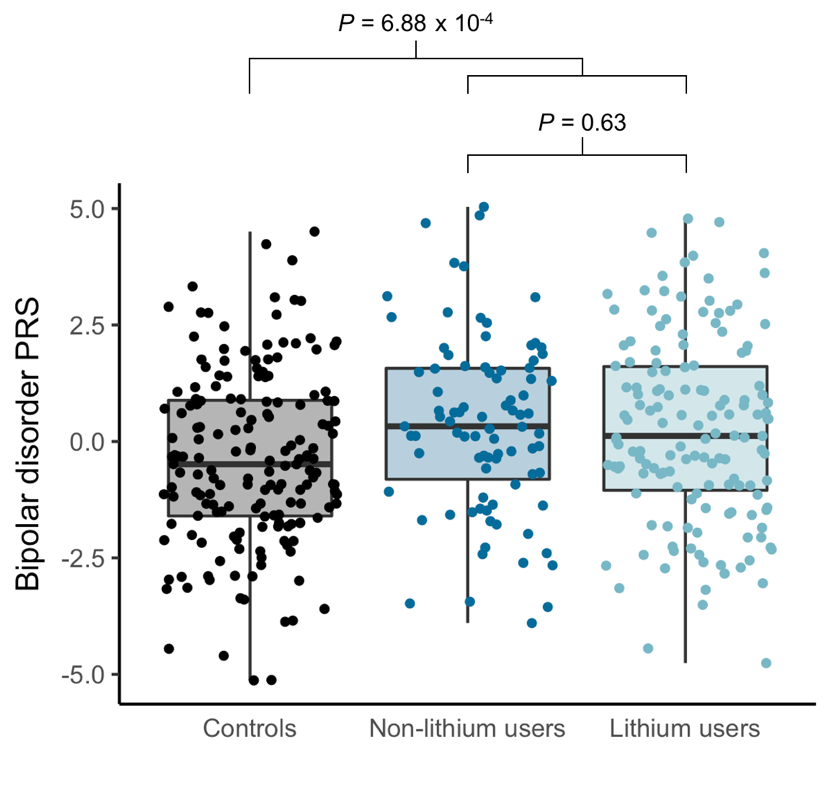 P = 6.88 x 10⁻⁴
P = 0.63
Bipolar disorder PRS
5.0
2.5
0.0
-2.5
-5.0
Controls Non-lithium users Lithium users